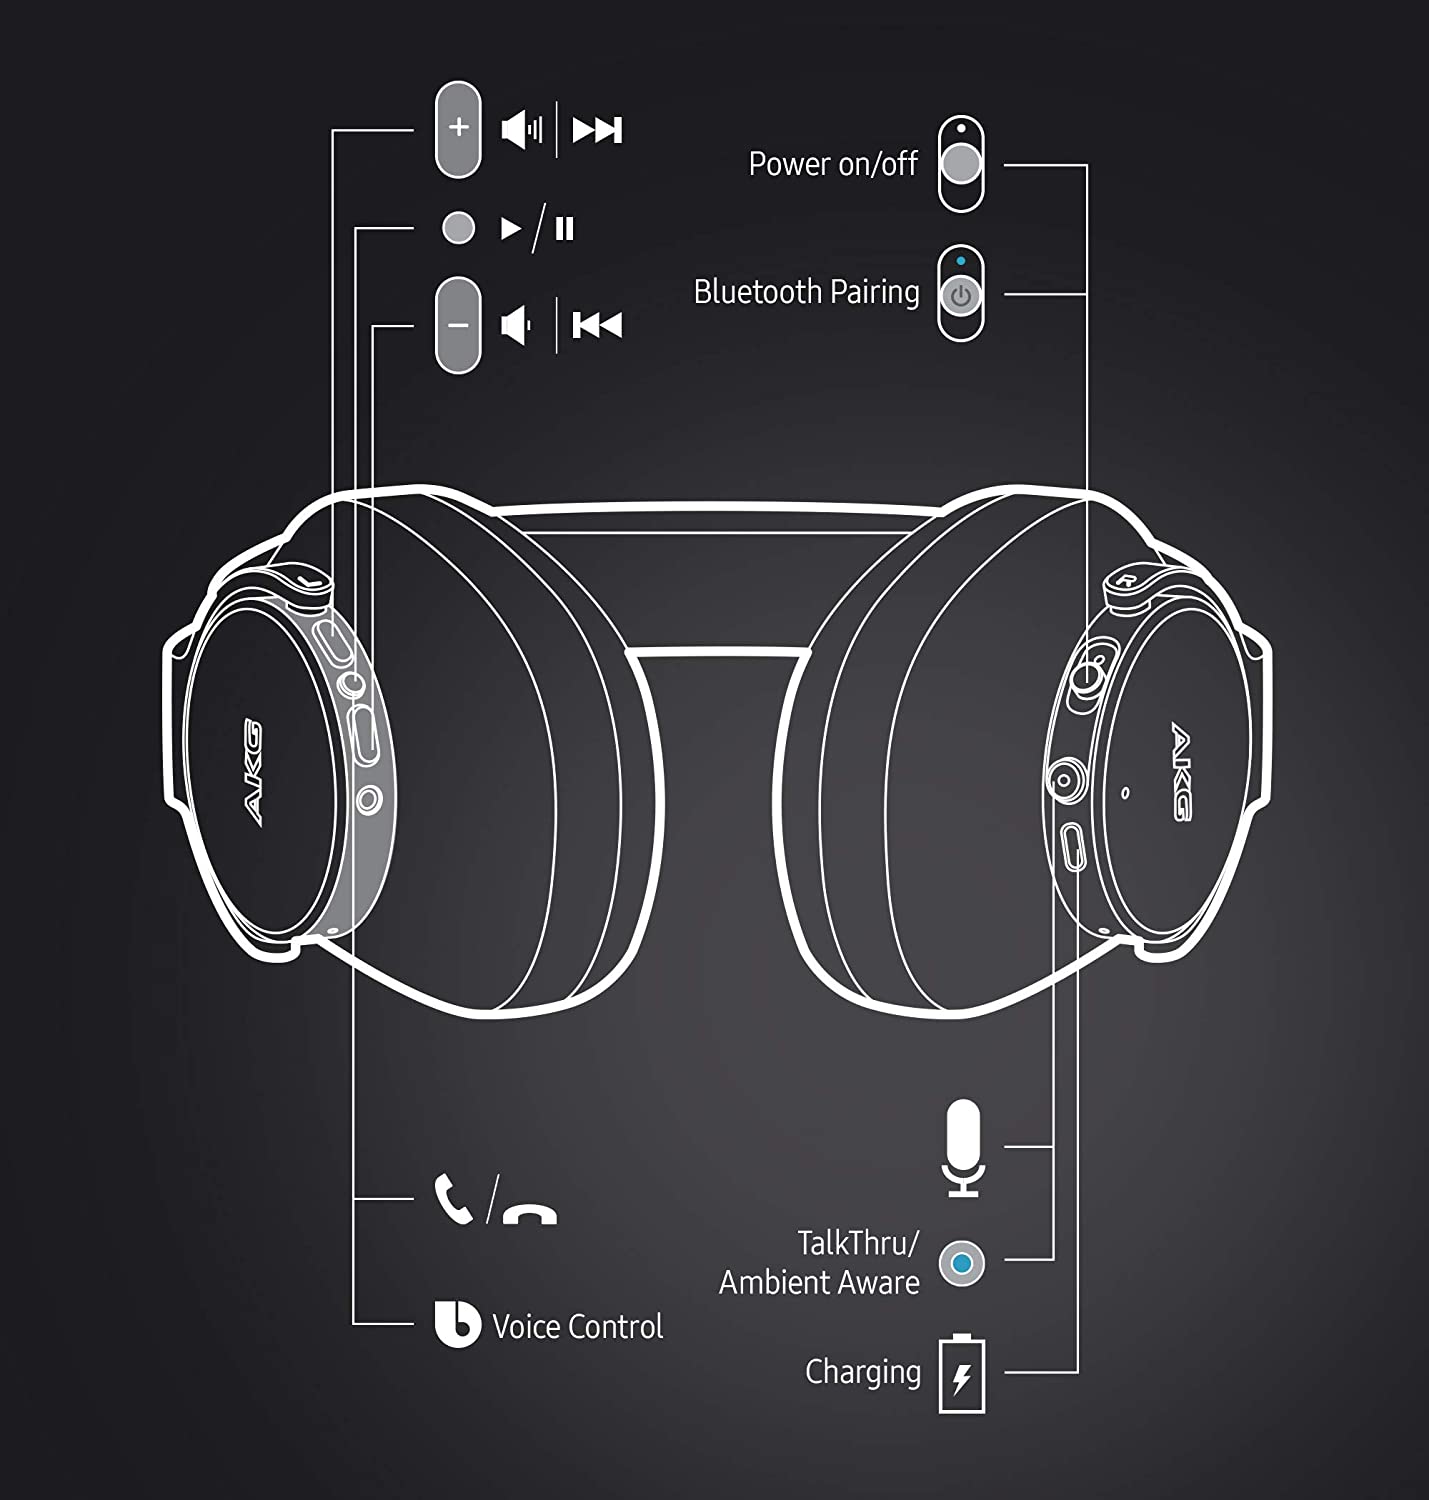 +
Power on/off
−
Bluetooth Pairing
L
R
AKG
AKG
TalkThru/
Ambient Aware
b Voice Control
Charging